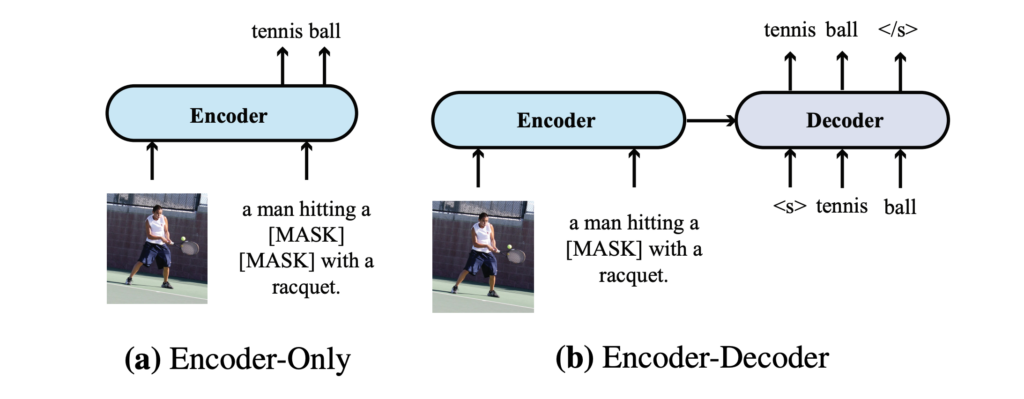 tennis ball
Encoder
a man hitting a
[MASK]
[MASK] with a
racquet.
(a) Encoder-Only
tennis ball </s>
Encoder
Decoder
a man hitting a
[MASK] with a
racquet.
<s> tennis ball
(b) Encoder-Decoder